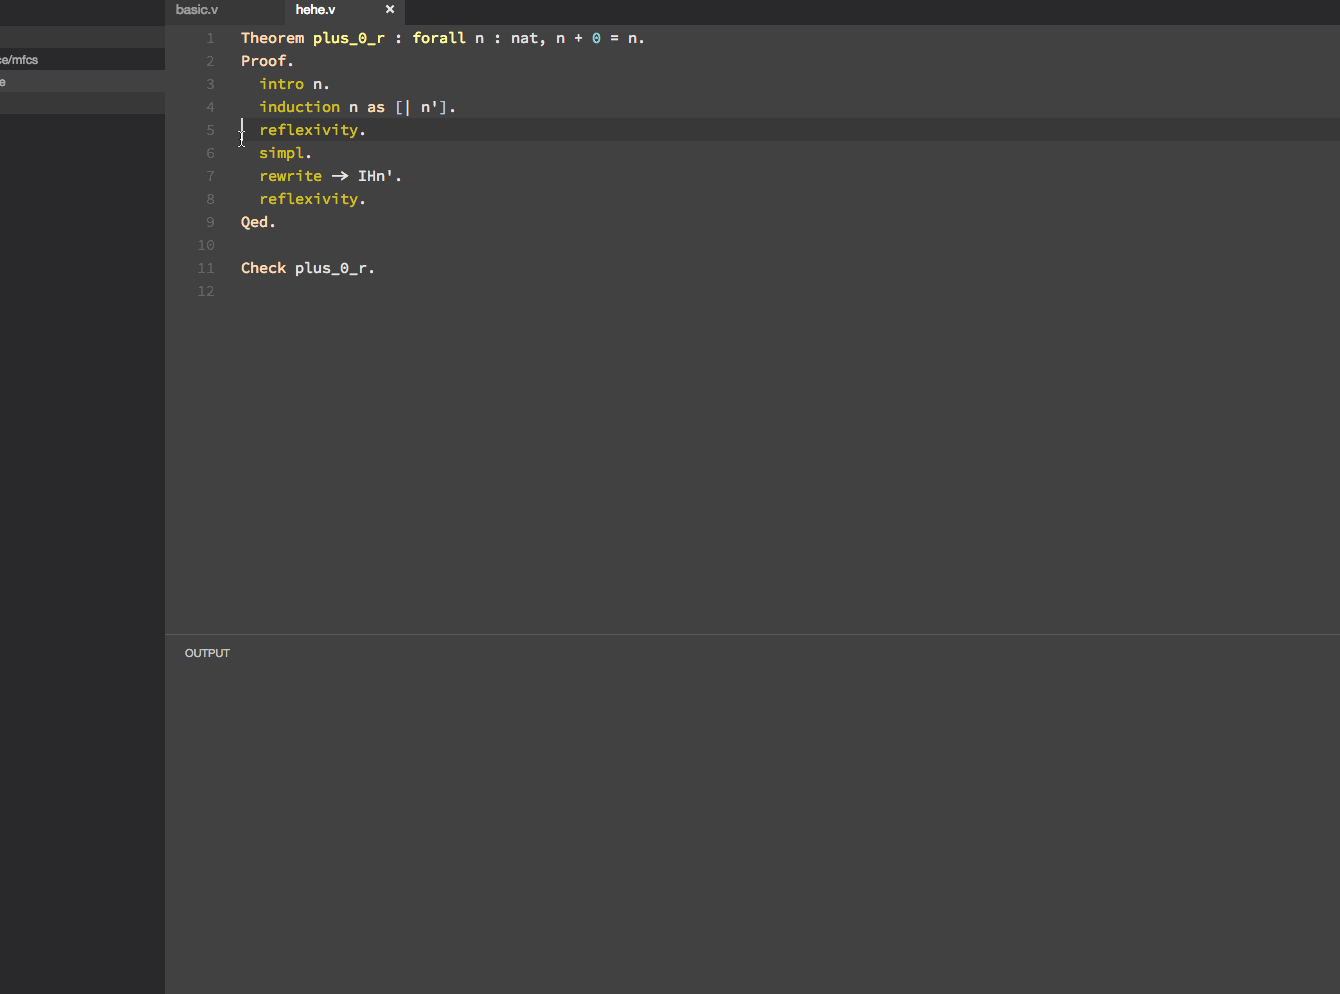 basic.v hehe.v ×
ce/mfcs
e
1 Theorem plus_0_r : forall n : nat, n + 0 = n.
2 Proof.
3 intro n.
4 induction n as [| n'].
5 reflexivity.
6 simpl.
7 rewrite → IHn'.
8 reflexivity.
9 Qed.
10
11 Check plus_0_r.
12
OUTPUT